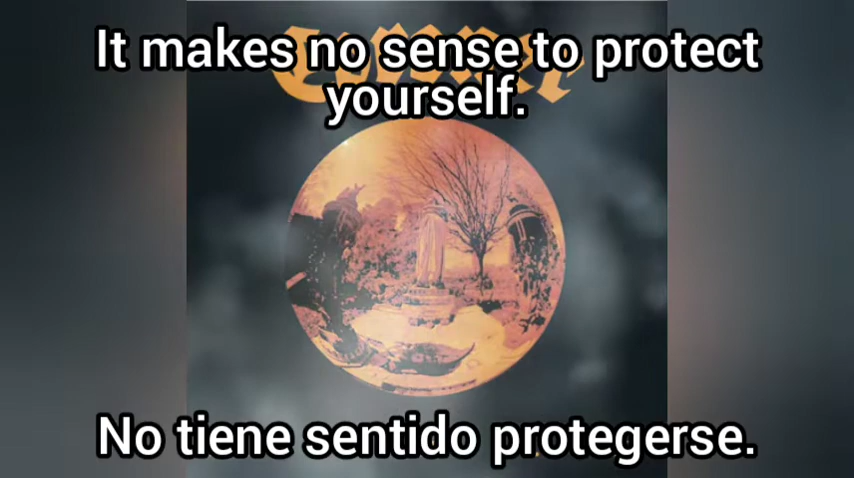 It makes no sense to protect
yourself.
No tiene sentido protegerse.